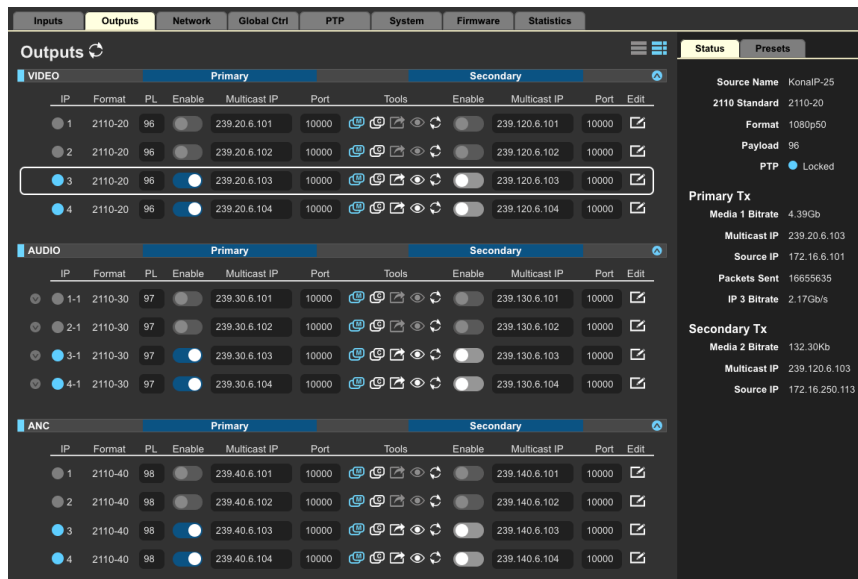 Inputs Outputs Network Global Ctrl PTP System Firmware Statistics
Outputs
VIDEO Primary Secondary
IP Format PL Enable Multicast IP Port Tools Enable Multicast IP Port Edit
1 2110-20 96 239.20.6.101 10000 M C 239.120.6.101 10000
2 2110-20 96 239.20.6.102 10000 M C 239.120.6.102 10000
3 2110-20 96 239.20.6.103 10000 M C 239.120.6.103 10000
4 2110-20 96 239.20.6.104 10000 M C 239.120.6.104 10000
AUDIO Primary Secondary
IP Format PL Enable Multicast IP Port Tools Enable Multicast IP Port Edit
1-1 2110-30 97 239.30.6.101 10000 M C 239.130.6.101 10000
2-1 2110-30 97 239.30.6.102 10000 M C 239.130.6.102 10000
3-1 2110-30 97 239.30.6.103 10000 M C 239.130.6.103 10000
4-1 2110-30 97 239.30.6.104 10000 M C 239.130.6.104 10000
ANC Primary Secondary
IP Format PL Enable Multicast IP Port Tools Enable Multicast IP Port Edit
1 2110-40 98 239.40.6.101 10000 M C 239.140.6.101 10000
2 2110-40 98 239.40.6.102 10000 M C 239.140.6.102 10000
3 2110-40 98 239.40.6.103 10000 M C 239.140.6.103 10000
4 2110-40 98 239.40.6.104 10000 M C 239.140.6.104 10000
Status Presets
Source Name KonaIP-25
2110 Standard 2110-20
Format 1080p50
Payload 96
PTP Locked
Primary Tx
Media 1 Bitrate 4.39Gb
Multicast IP 239.20.6.103
Source IP 172.16.6.101
Packets Sent 16655635
IP 3 Bitrate 2.17Gb/s
Secondary Tx
Media 2 Bitrate 132.30Kb
Multicast IP 239.120.6.103
Source IP 172.16.250.113